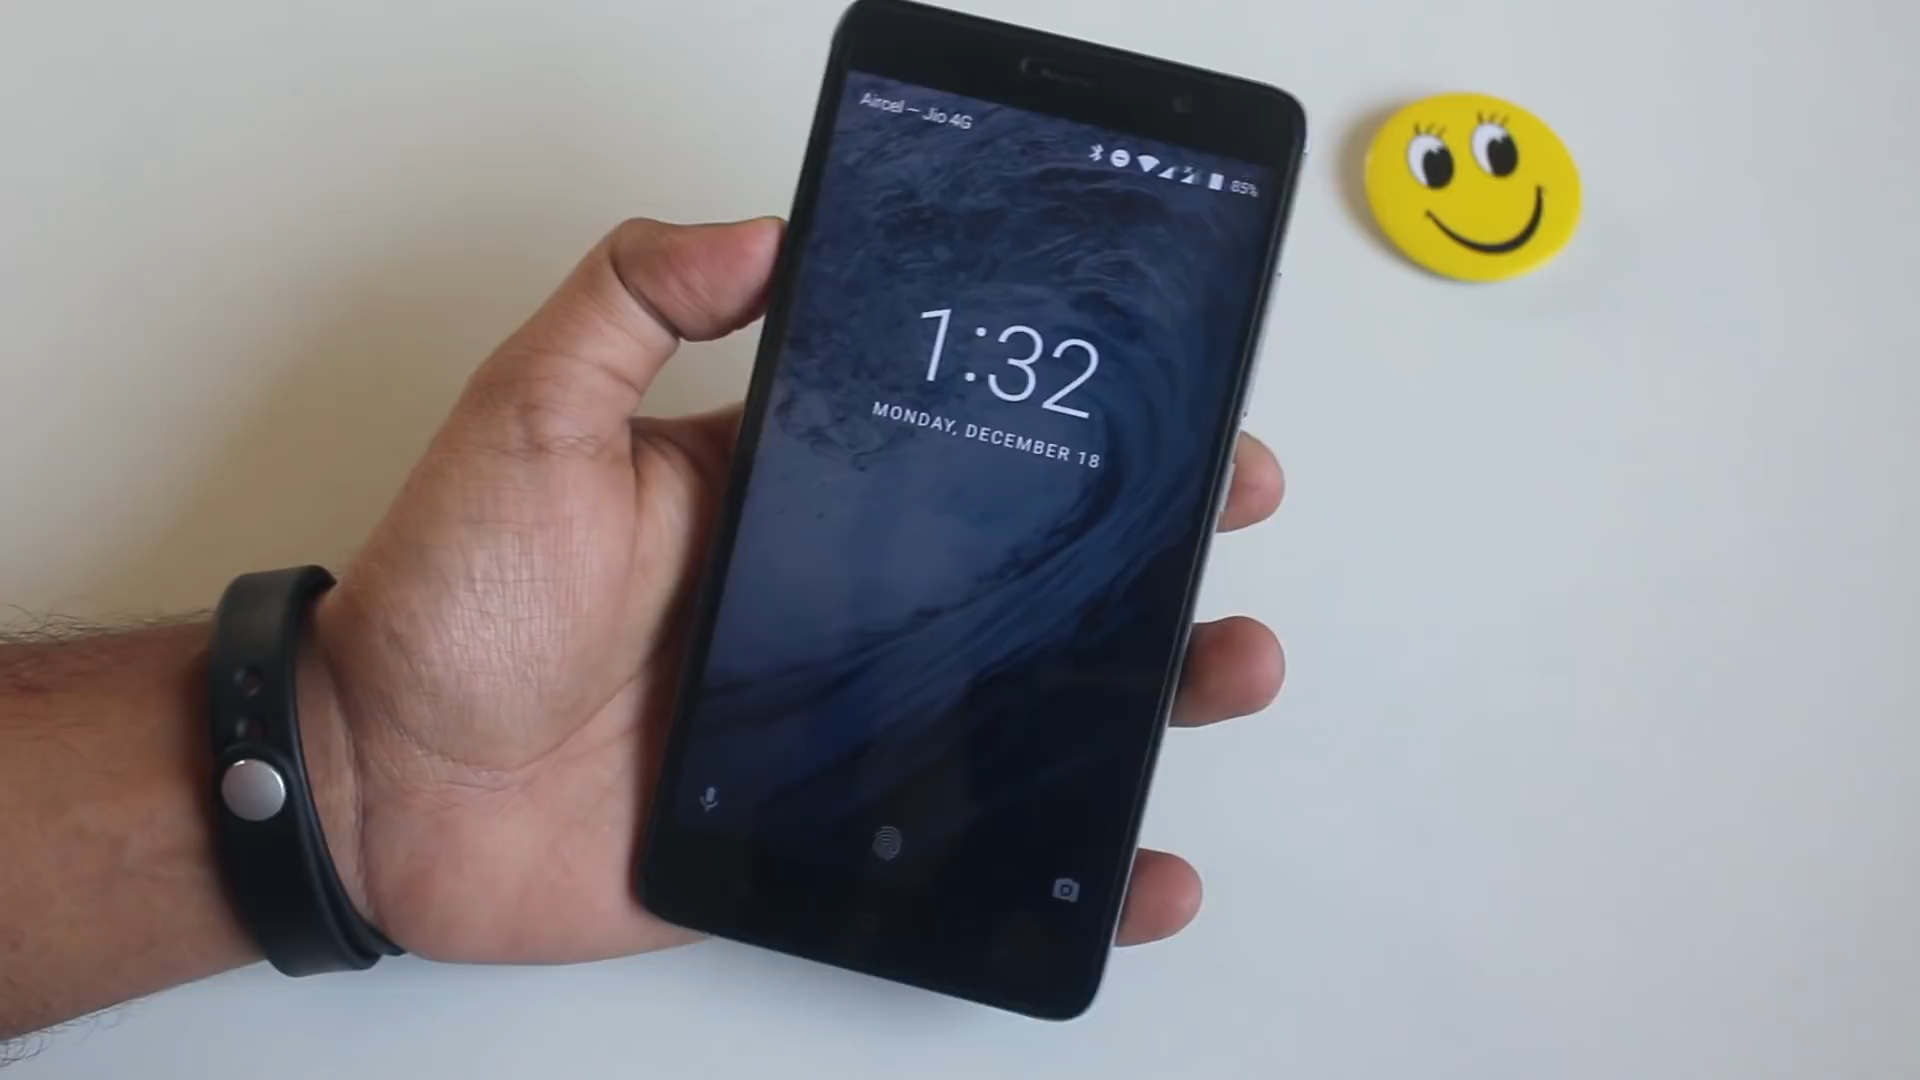 Aircel — Jio 4G
85%
1:32
MONDAY, DECEMBER 18